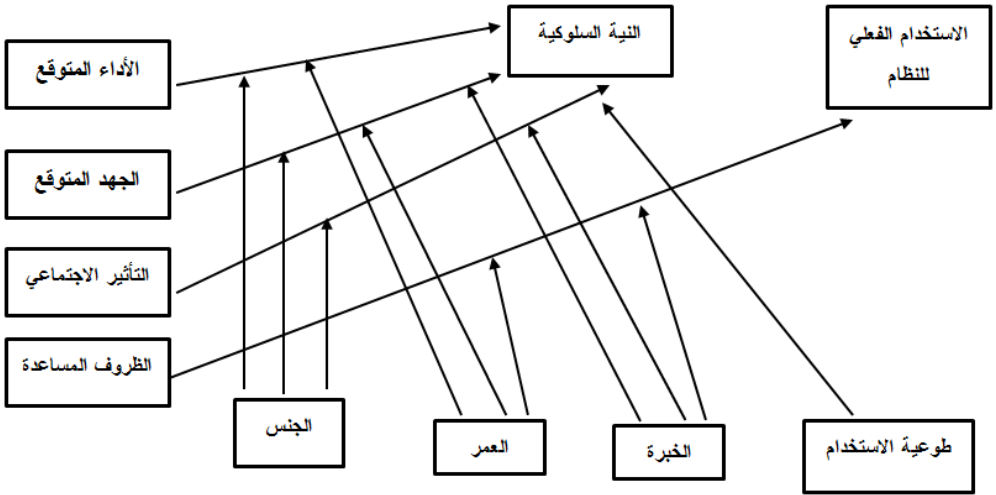 النية السلوكية
الاستخدام الفعلي
للنظام
الأداء المتوقع
الجهد المتوقع
التأثير الاجتماعي
الظروف المساعدة
الجنس
العمر
الخبرة
طوعية الاستخدام